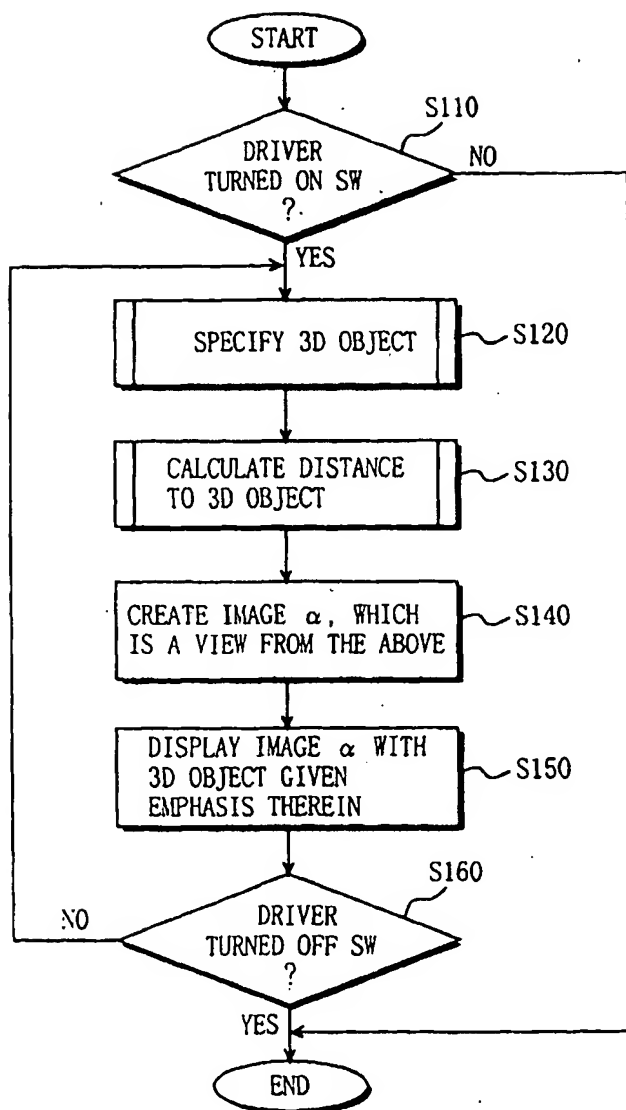 START
S110
DRIVER
TURNED ON SW
?
NO
YES
SPECIFY 3D OBJECT
S120
CALCULATE DISTANCE
TO 3D OBJECT
S130
CREATE IMAGE α, WHICH
IS A VIEW FROM THE ABOVE
S140
DISPLAY IMAGE α WITH
3D OBJECT GIVEN
EMPHASIS THEREIN
S150
S160
DRIVER
TURNED OFF SW
?
NO
YES
END